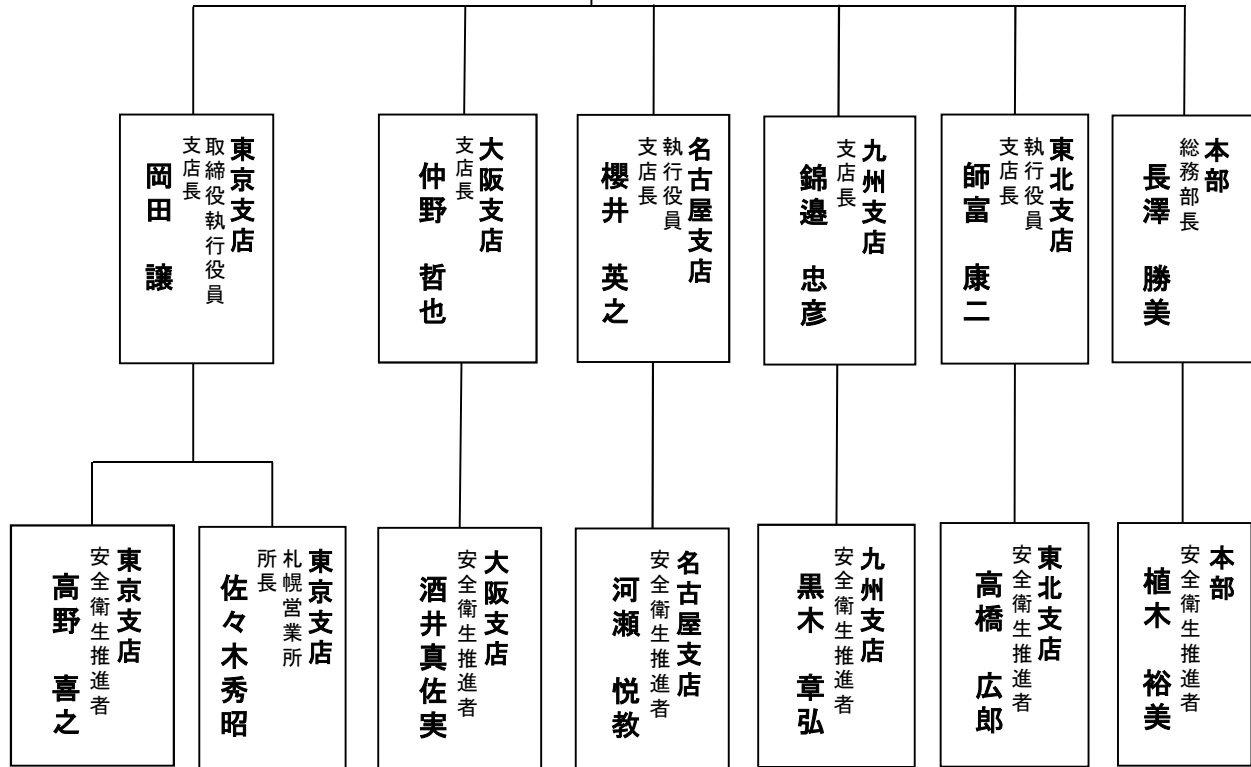 東京支店
取締役執行役員
支店長
岡田　譲
大阪支店
支店長
仲野　哲也
名古屋支店
執行役員
支店長
櫻井　英之
九州支店
支店長
錦邉　忠彦
東北支店
執行役員
支店長
師富　康二
本部
総務部長
長澤　勝美
東京支店
安全衛生推進者
高野　喜之
東京支店
札幌営業所
所長
佐々木秀昭
大阪支店
安全衛生推進者
酒井真佐実
名古屋支店
安全衛生推進者
河瀬　悦教
九州支店
安全衛生推進者
黒木　章弘
東北支店
安全衛生推進者
高橋　広郎
本部
安全衛生推進者
植木　裕美